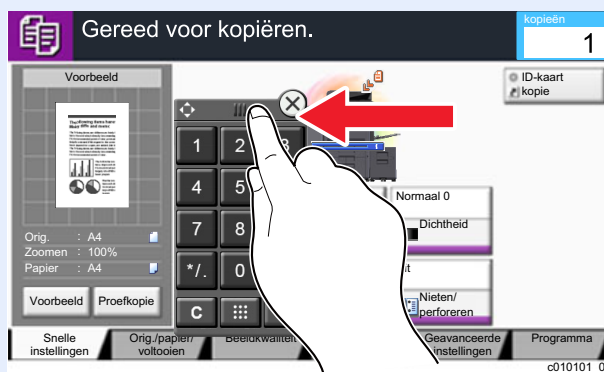 Gereed voor kopiëren.
kopieën
1
Voorbeeld
ID-kaart
kopie
1
2
3
4
5
7
8
*/.
0
C
Normaal 0
Dichtheid
Nieten/
perforeren
Orig. : A4
Zoomen : 100%
Papier : A4
Voorbeeld
Proefkopie
Snelle
instellingen
Orig./papier/
voltooien
Beeldkwaliteit
Geavanceerde
instellingen
Programma